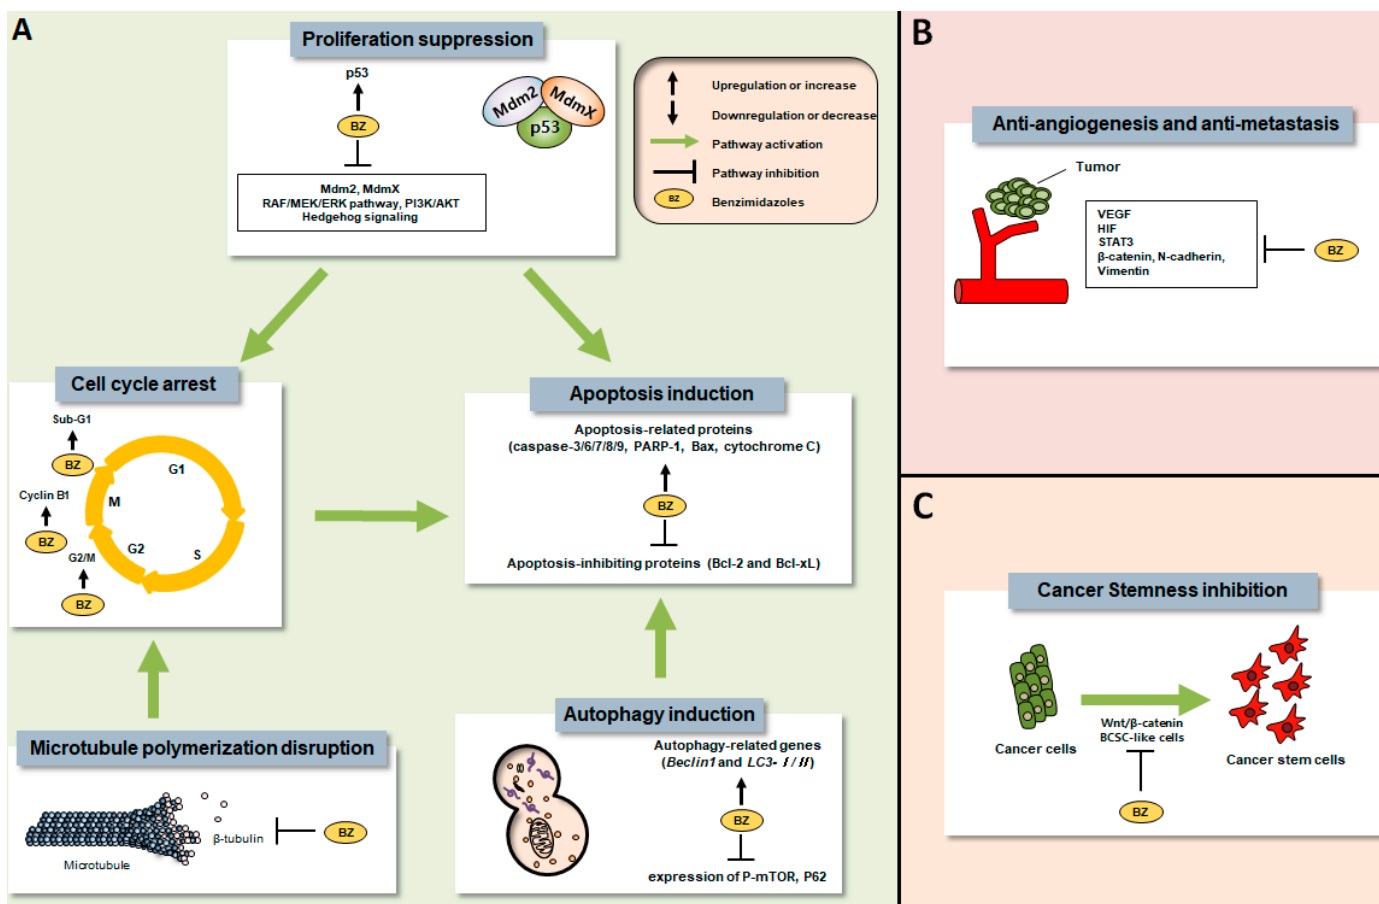 A
Proliferation suppression
p53
BZ
Mdm2, MdmX
RAF/MEK/ERK pathway, PI3K/AKT
Hedgehog signaling
Mdm2
MdmX
p53
Upregulation or increase
Downregulation or decrease
Pathway activation
Pathway inhibition
BZ
Benzimidazoles
Cell cycle arrest
Sub-G1
BZ
Cyclin B1
BZ
G2/M
BZ
G1
M
G2
S
Apoptosis induction
Apoptosis-related proteins
(caspase-3/6/7/8/9, PARP-1, Bax, cytochrome C)
BZ
Apoptosis-inhibiting proteins (Bcl-2 and Bcl-xL)
Microtubule polymerization disruption
β-tubulin
BZ
Microtubule
Autophagy induction
Autophagy-related genes
(Beclin1 and LC3- I / II)
BZ
expression of P-mTOR, P62
B
Anti-angiogenesis and anti-metastasis
Tumor
VEGF
HIF
STAT3
β-catenin, N-cadherin,
Vimentin
BZ
C
Cancer Stemness inhibition
Cancer cells
Wnt/β-catenin
BCSC-like cells
Cancer stem cells
BZ